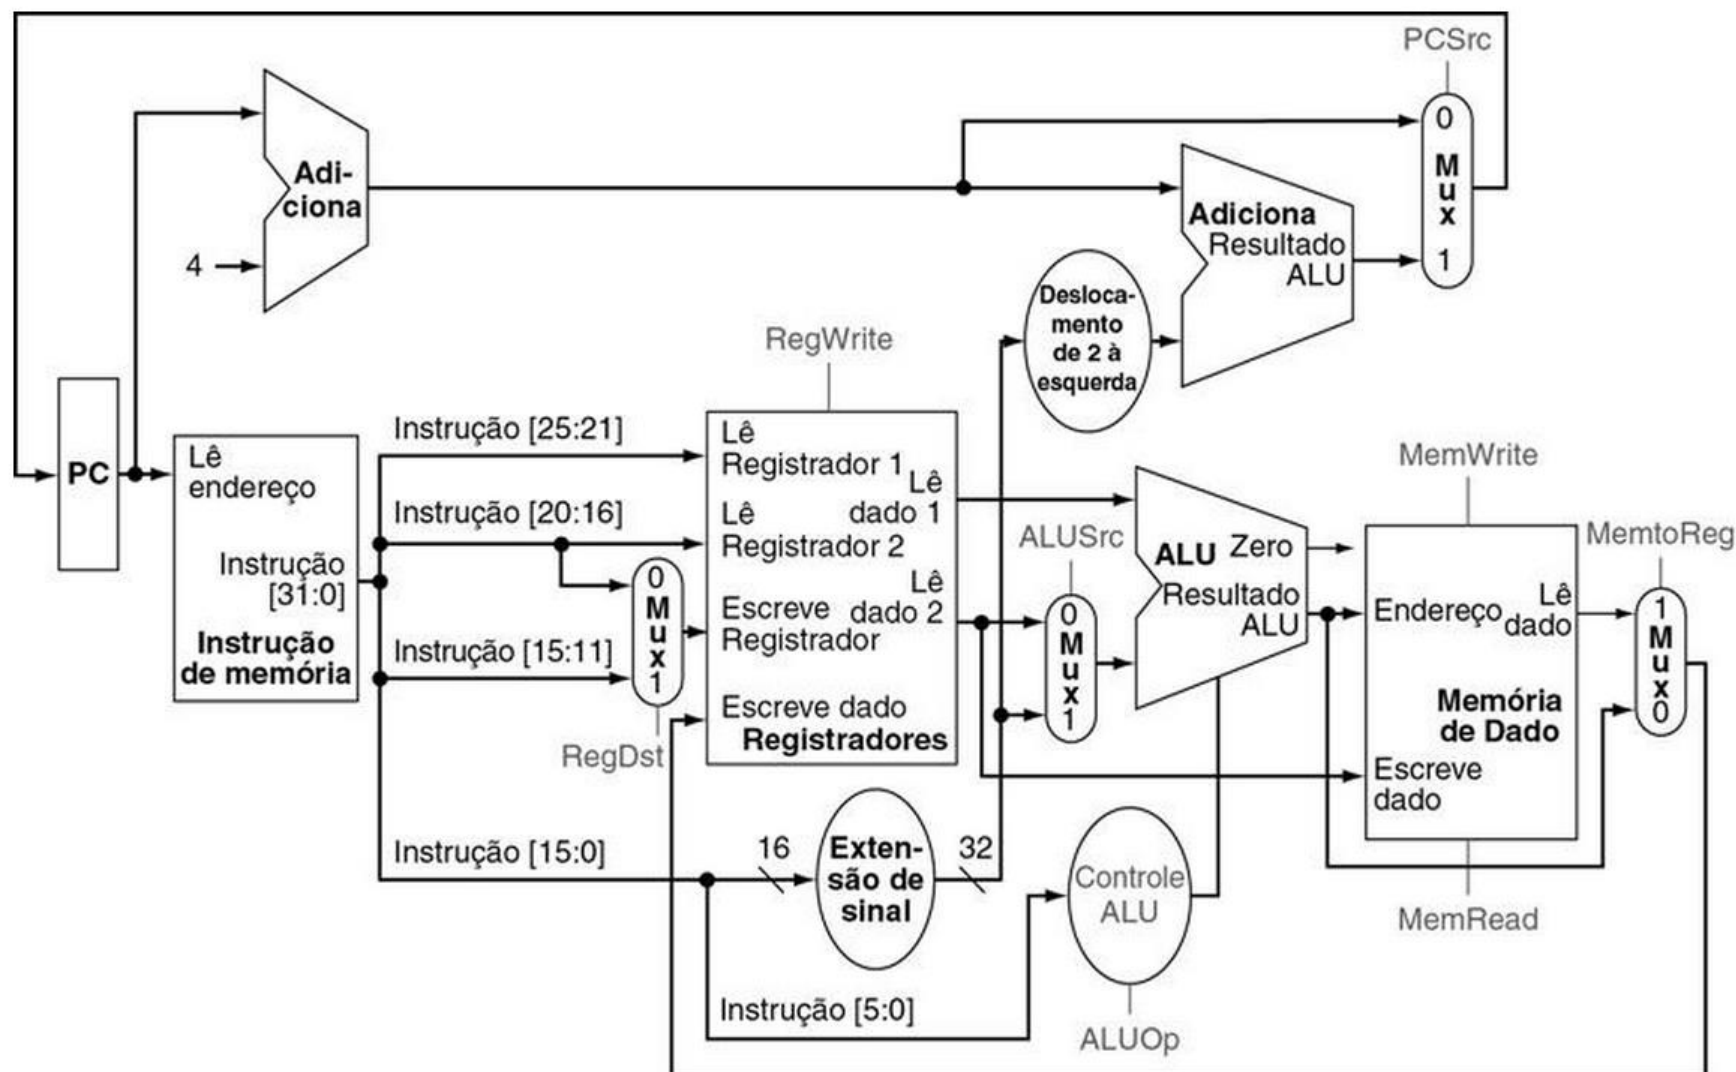 PCSrc
0
Mux
1
Adi-
ciona
4
Adiciona
Resultado
ALU
Desloca-
mento
de 2 à
esquerda
RegWrite
PC
Lê
endereço
Instrução
[31:0]
Instrução
de memória
Instrução [25:21]
Instrução [20:16]
Instrução [15:11]
0
Mux
1
RegDst
Lê
Registrador 1
Lê
dado 1
Lê
Registrador 2
Lê
dado 2
Escreve
Registrador
Escreve dado
Registradores
ALUSrc
0
Mux
1
ALU
Zero
Resultado
ALU
MemWrite
Endereço
Lê
dado
Memória
de Dado
Escreve
dado
MemRead
MemtoReg
1
Mux
0
Instrução [15:0]
16
Exten-
são de
sinal
32
Controle
ALU
ALUOp
Instrução [5:0]